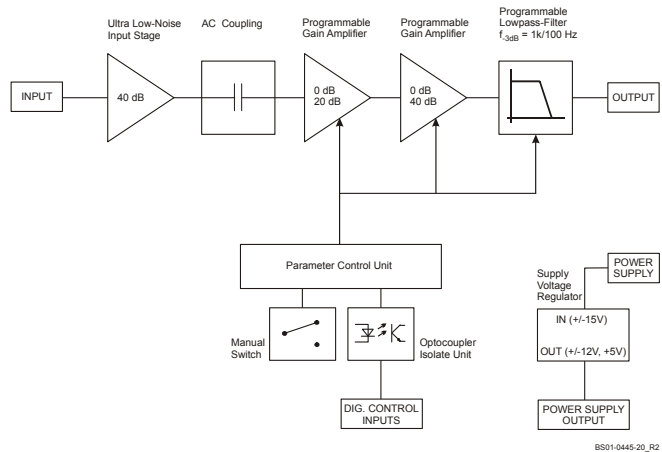 Ultra Low-Noise
Input Stage
AC Coupling
Programmable
Gain Amplifier
Programmable
Gain Amplifier
Programmable
Lowpass-Filter
f-3dB = 1k/100 Hz
INPUT
40 dB
0 dB
20 dB
0 dB
40 dB
OUTPUT
Parameter Control Unit
Manual
Switch
Optocoupler
Isolate Unit
DIG. CONTROL
INPUTS
Supply
Voltage
Regulator
POWER
SUPPLY
IN (+/-15V)
OUT (+/-12V, +5V)
POWER SUPPLY
OUTPUT
BS01-0445-20_R2